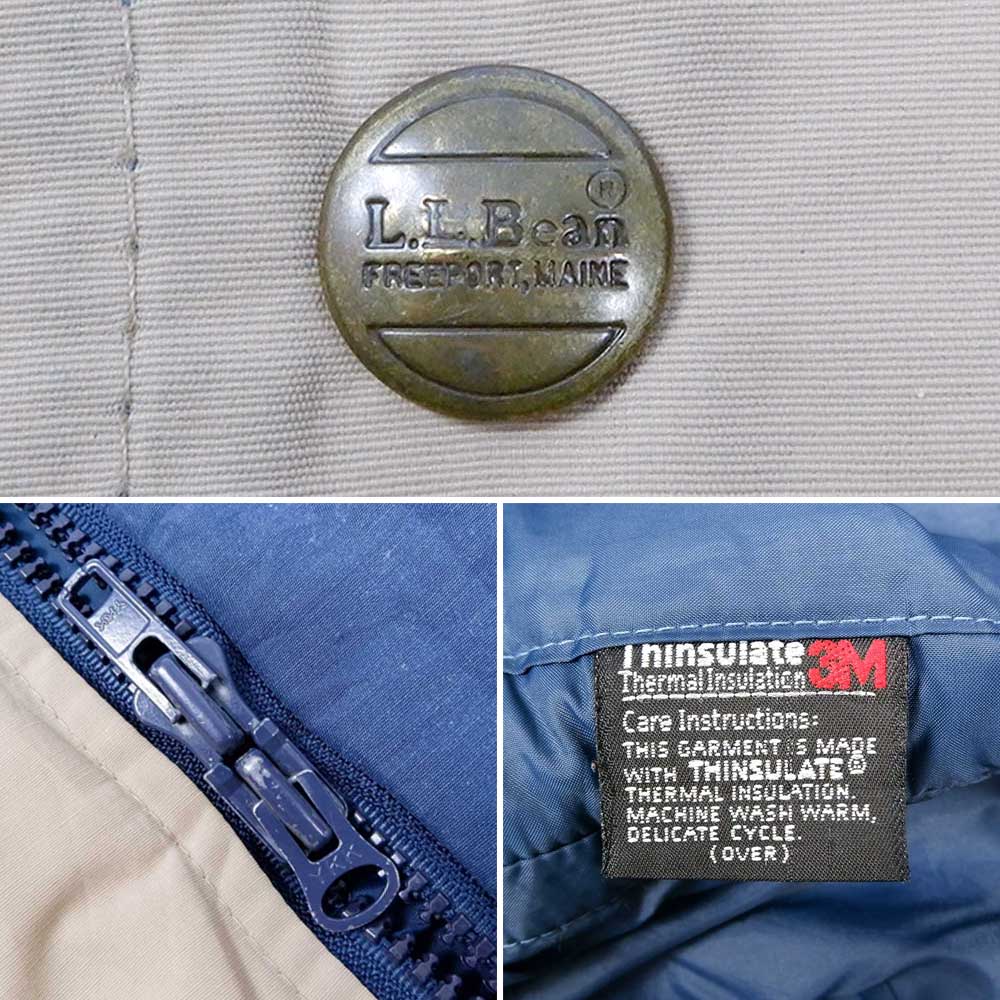 ®
L.L.Bean
FREEPORT, MAINE
YKK
Thinsulate 3M
Thermal Insulation
Care Instructions:
THIS GARMENT IS MADE
WITH THINSULATE®
THERMAL INSULATION.
MACHINE WASH WARM,
DELICATE CYCLE.
(OVER)